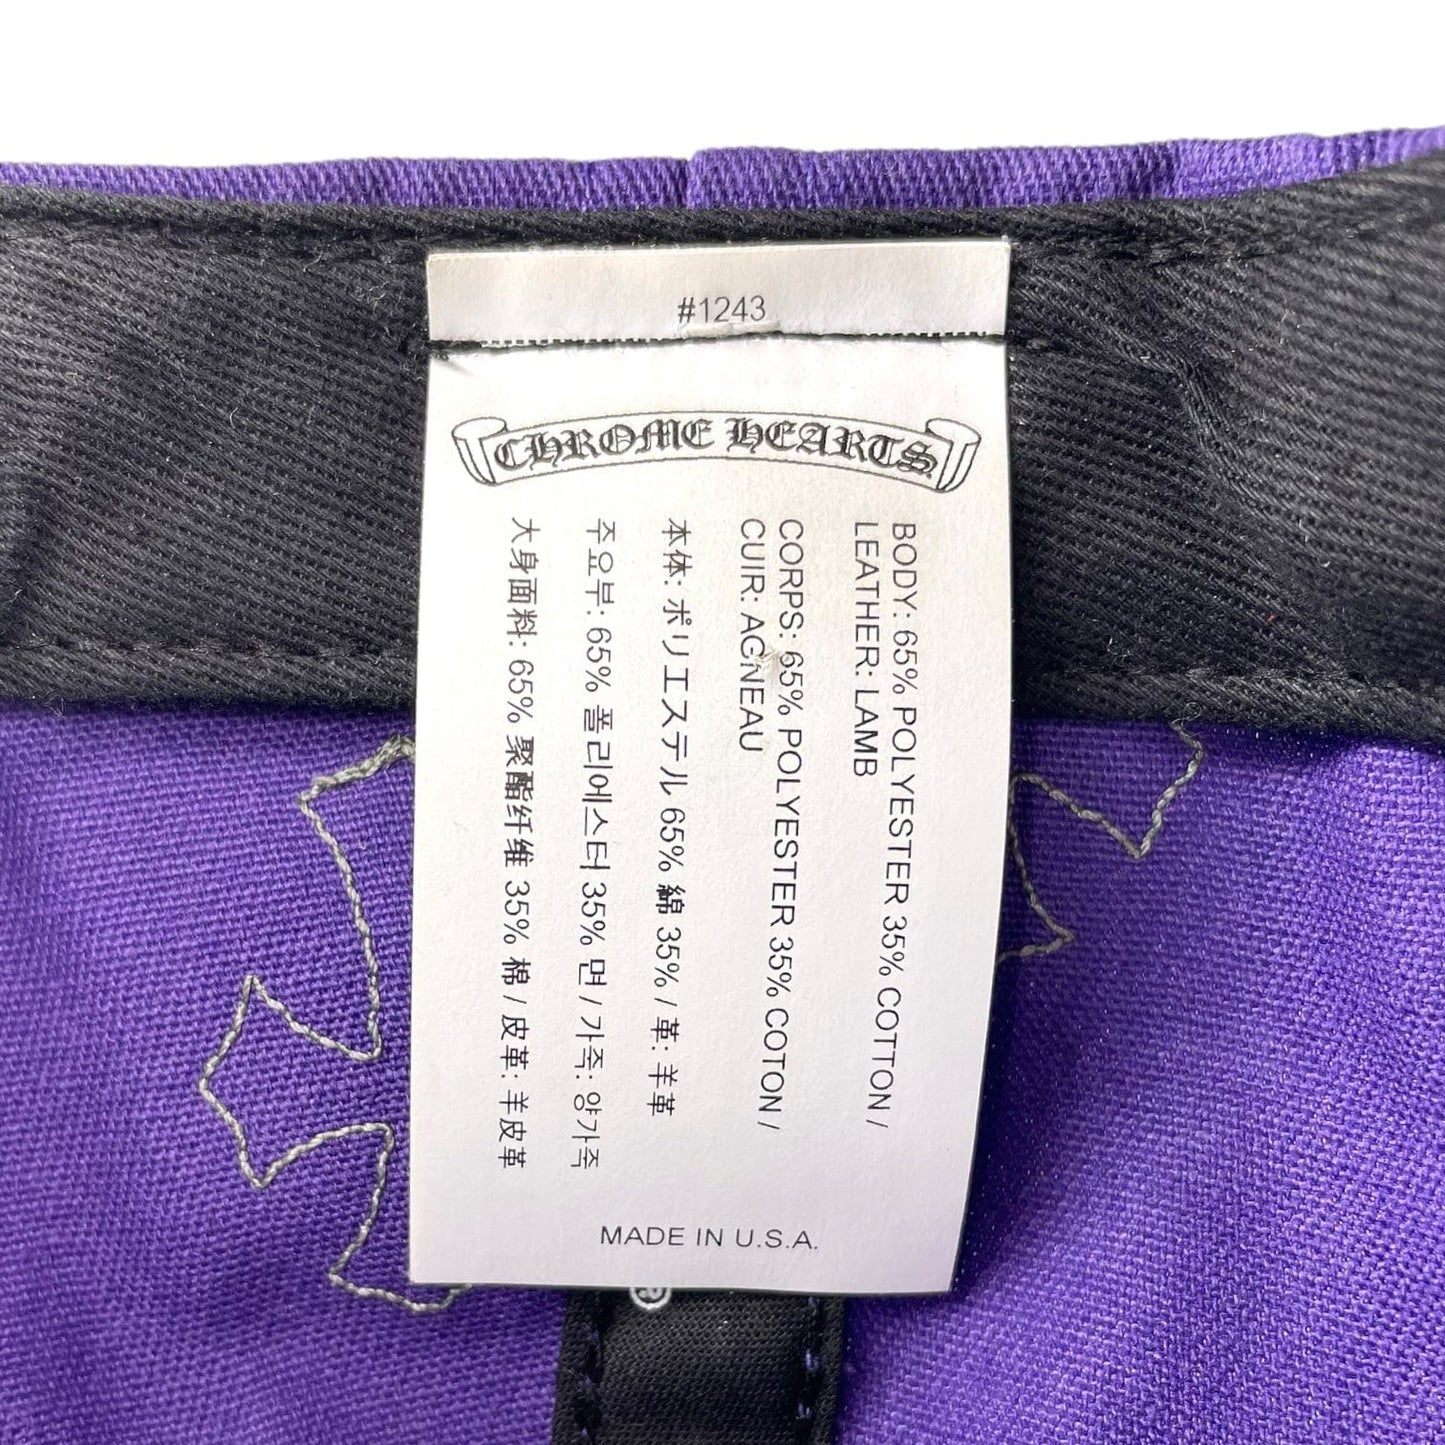 #1243
CHROME HEARTS
BODY: 65% POLYESTER 35% COTTON /
LEATHER: LAMB
CORPS: 65% POLYESTER 35% COTON /
CUIR: AGNEAU
本体: ポリエステル 65% 綿 35% / 革: 羊革
주요부: 65% 폴리에스터 35% 면 / 가죽: 양가죽
大身面料: 65% 聚酯纤维 35% 棉 / 皮革: 羊皮革
MADE IN U.S.A.
®